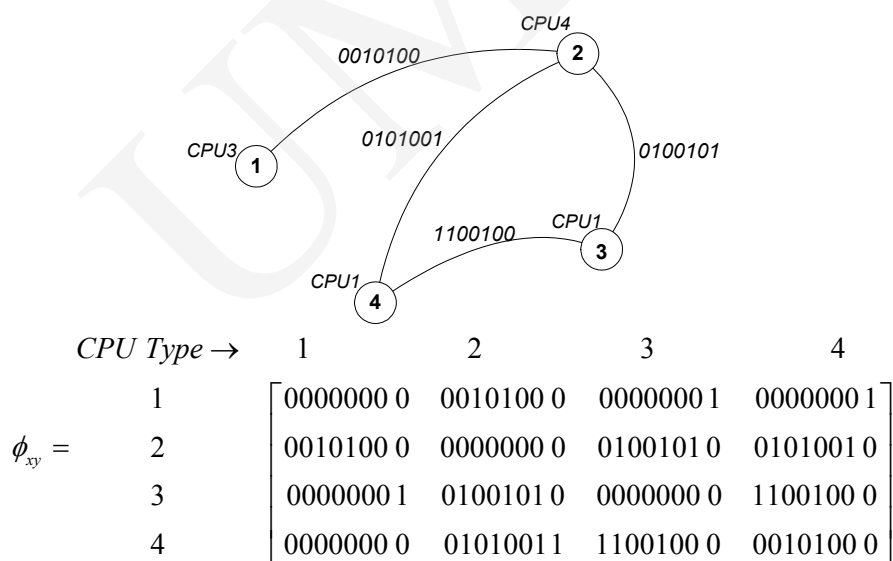 CPU4
2
0010100
CPU3
1
0101001
0100101
CPU1
3
1100100
CPU1
4
CPU Type → 1 2 3 4
1 0000000 0 0010100 0 0000000 1 0000000 1
ϕxy = 2 0010100 0 0000000 0 0100101 0 0101001 0
3 0000000 1 0100101 0 0000000 0 1100100 0
4 0000000 0 0101001 1 1100100 0 0010100 0